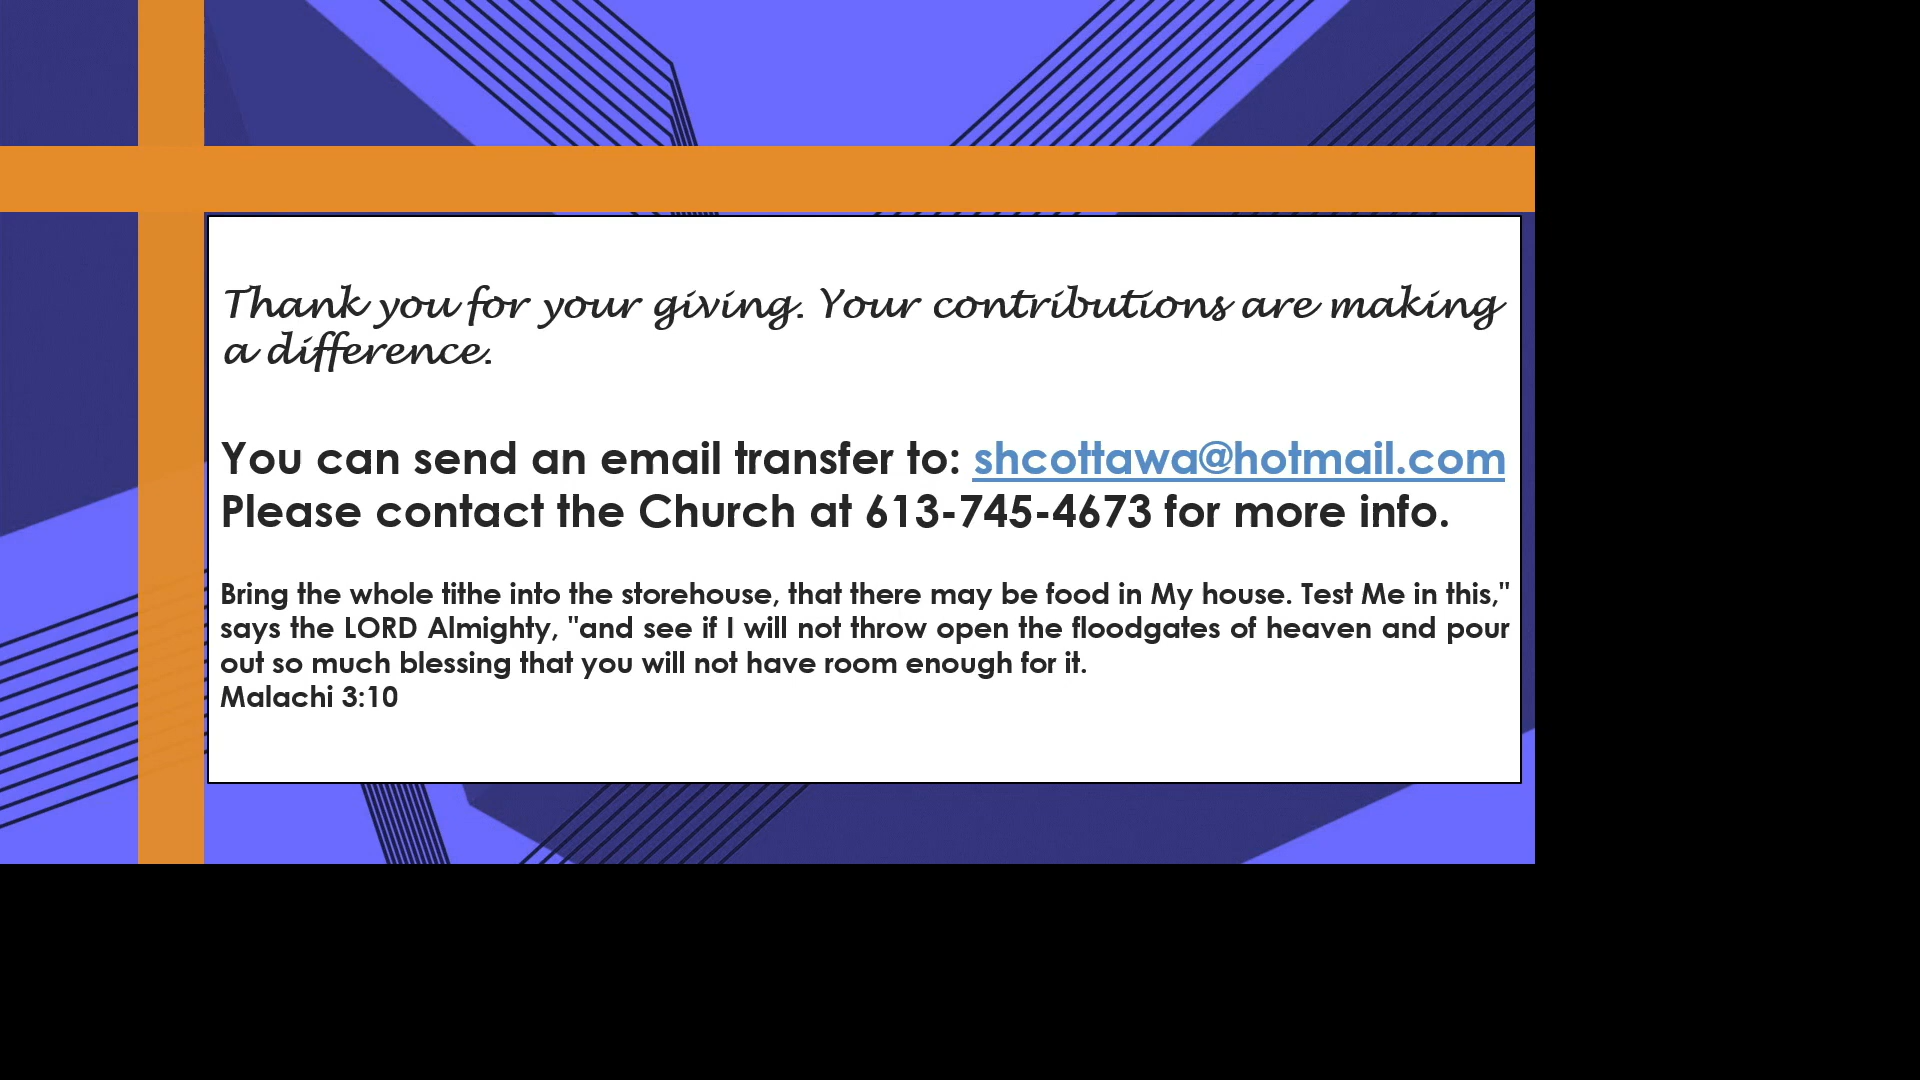 Thank you for your giving. Your contributions are making
a difference.
You can send an email transfer to: shcottawa@hotmail.com
Please contact the Church at 613-745-4673 for more info.
Bring the whole tithe into the storehouse, that there may be food in My house. Test Me in this,"
says the LORD Almighty, "and see if I will not throw open the floodgates of heaven and pour
out so much blessing that you will not have room enough for it.
Malachi 3:10